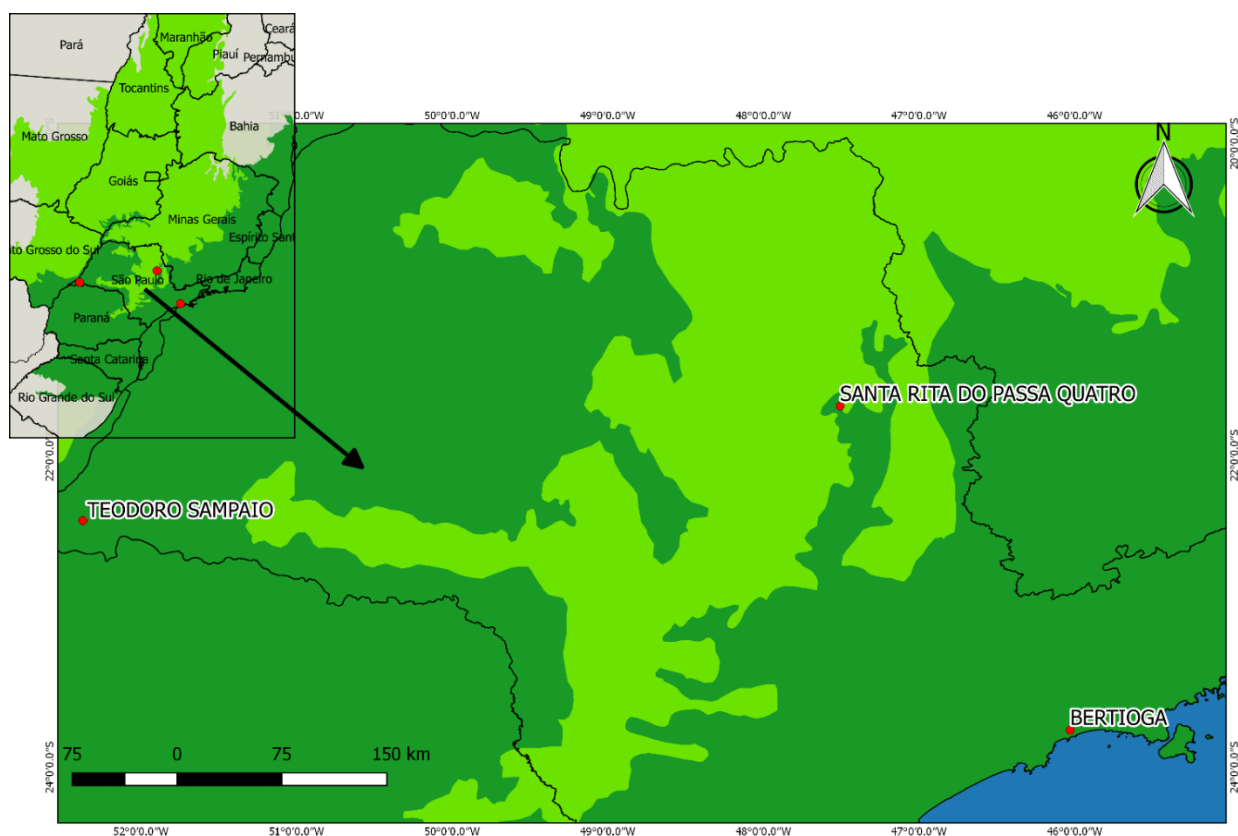 Pará
Maranhão
Ceará
Piauí
Pernambu
Tocantins
Bahia
Mato Grosso
Goiás
Minas Gerais
Espírito Sant
to Grosso do Sul
São Paulo
Rio de Janeiro
Paraná
Santa Catarina
Rio Grande do Sul
51°0'0.0"W
50°0'0.0"W
49°0'0.0"W
48°0'0.0"W
47°0'0.0"W
46°0'0.0"W
20°0'0.0"S
N
SANTA RITA DO PASSA QUATRO
22°0'0.0"S
22°0'0.0"S
TEODORO SAMPAIO
BERTIOGA
75 0 75 150 km
24°0'0.0"S
24°0'0.0"S
52°0'0.0"W
51°0'0.0"W
50°0'0.0"W
49°0'0.0"W
48°0'0.0"W
47°0'0.0"W
46°0'0.0"W